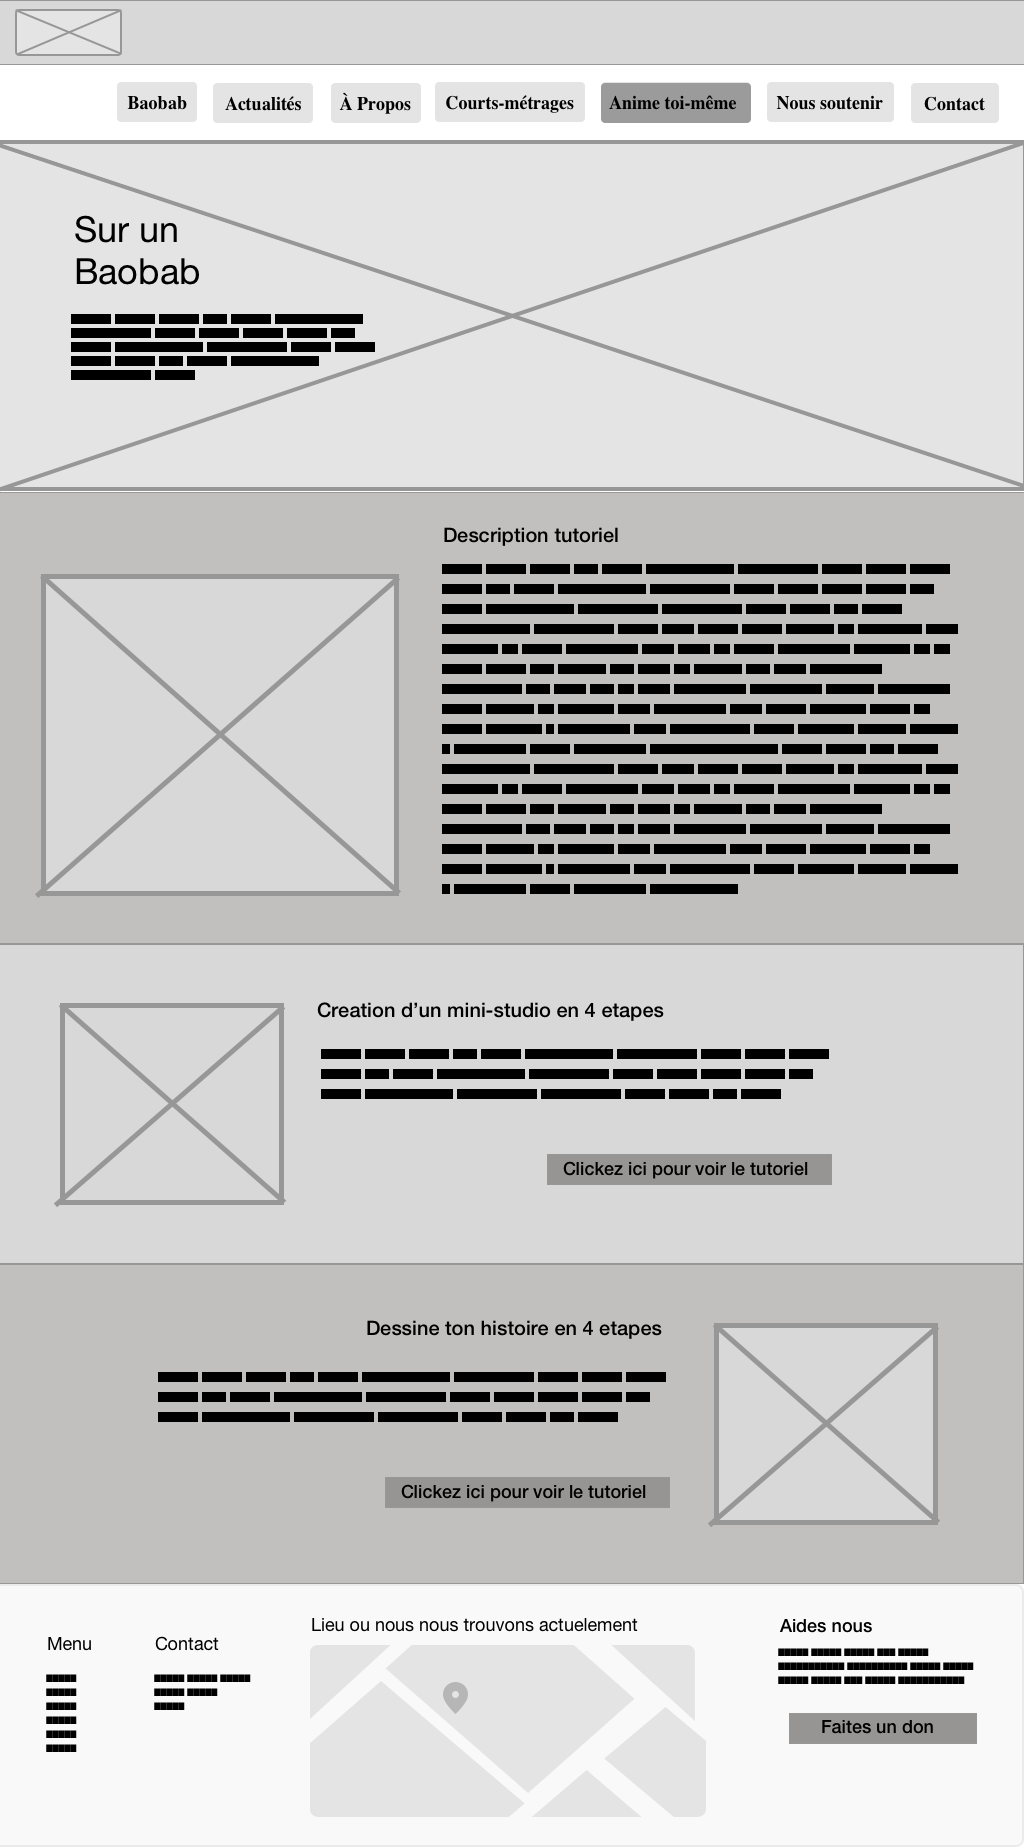 Baobab
Actualités
À Propos
Courts-métrages
Anime toi-même
Nous soutenir
Contact
Sur un
Baobab
Description tutoriel
Creation d’un mini-studio en 4 etapes
Clickez ici pour voir le tutoriel
Dessine ton histoire en 4 etapes
Clickez ici pour voir le tutoriel
Menu
Contact
Lieu ou nous nous trouvons actuelement
Aides nous
Faites un don